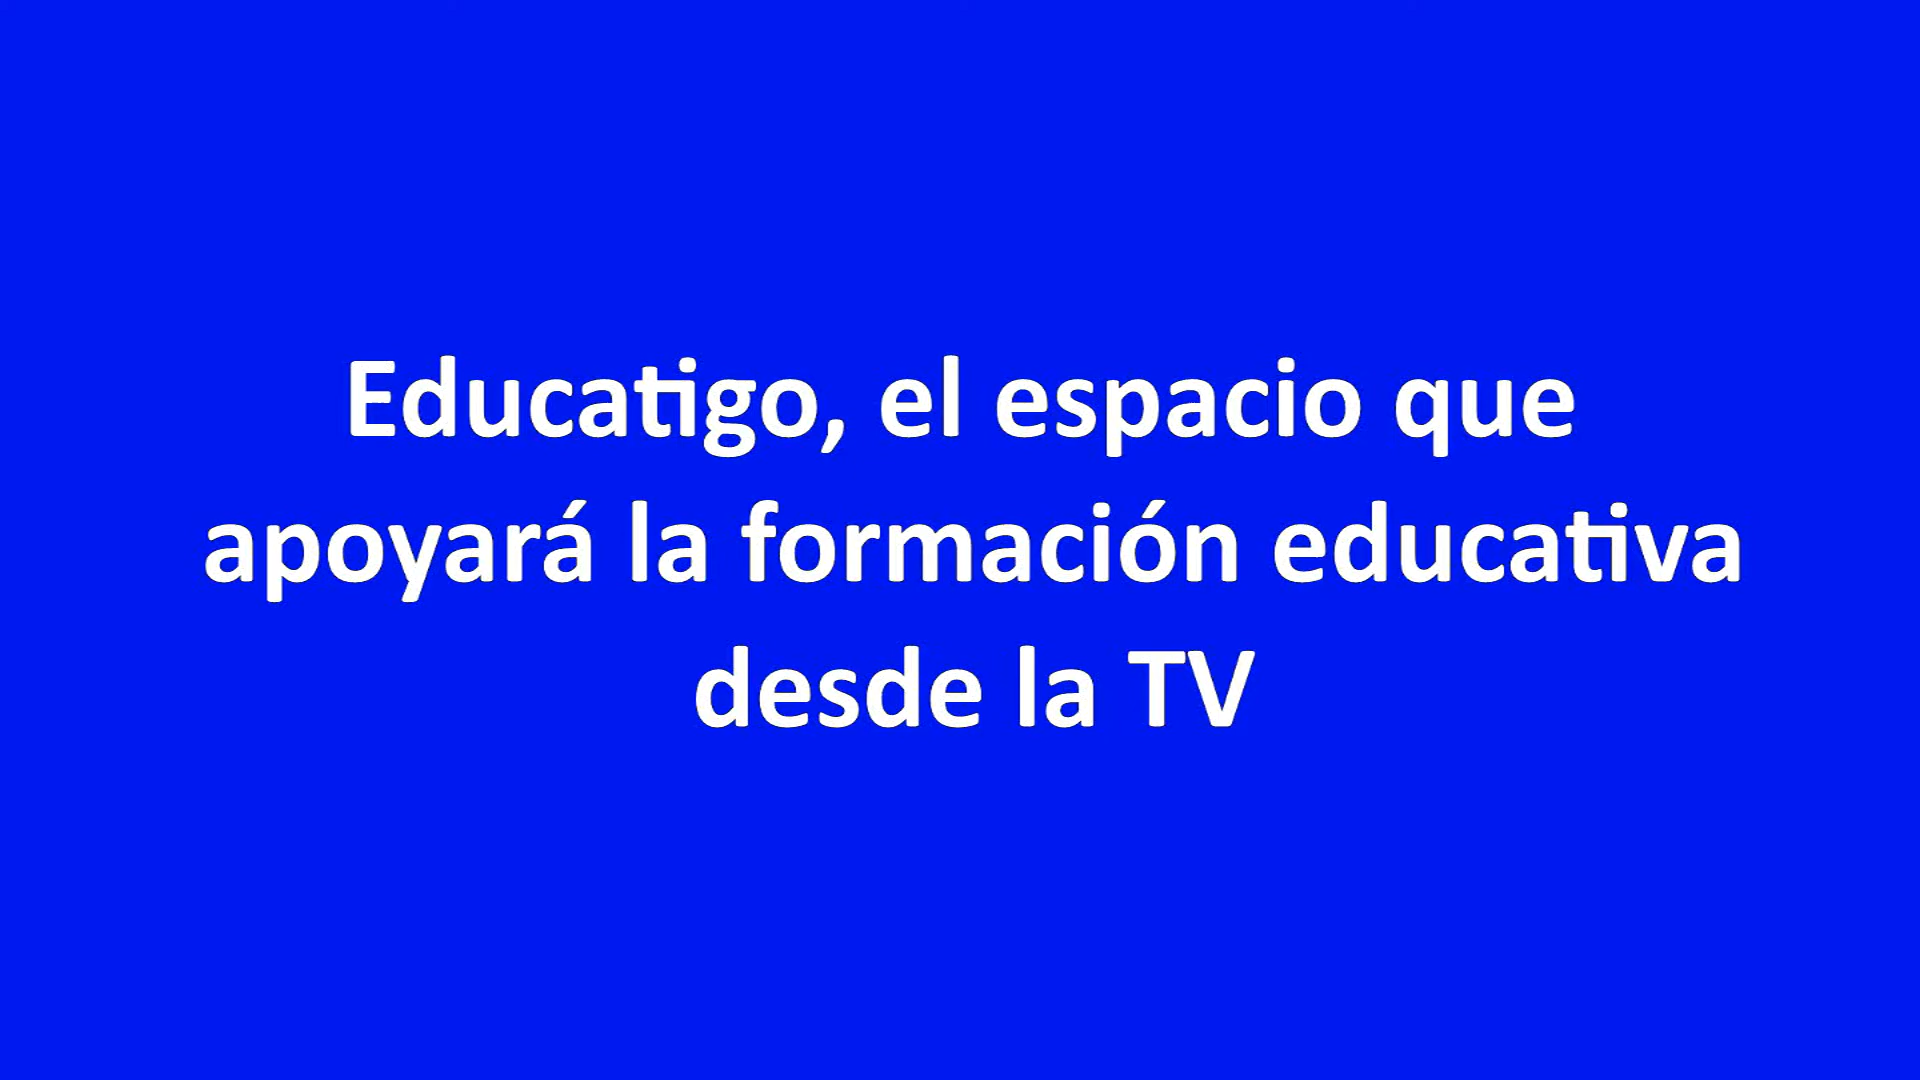 Educatigo, el espacio que
apoyará la formación educativa
desde la TV